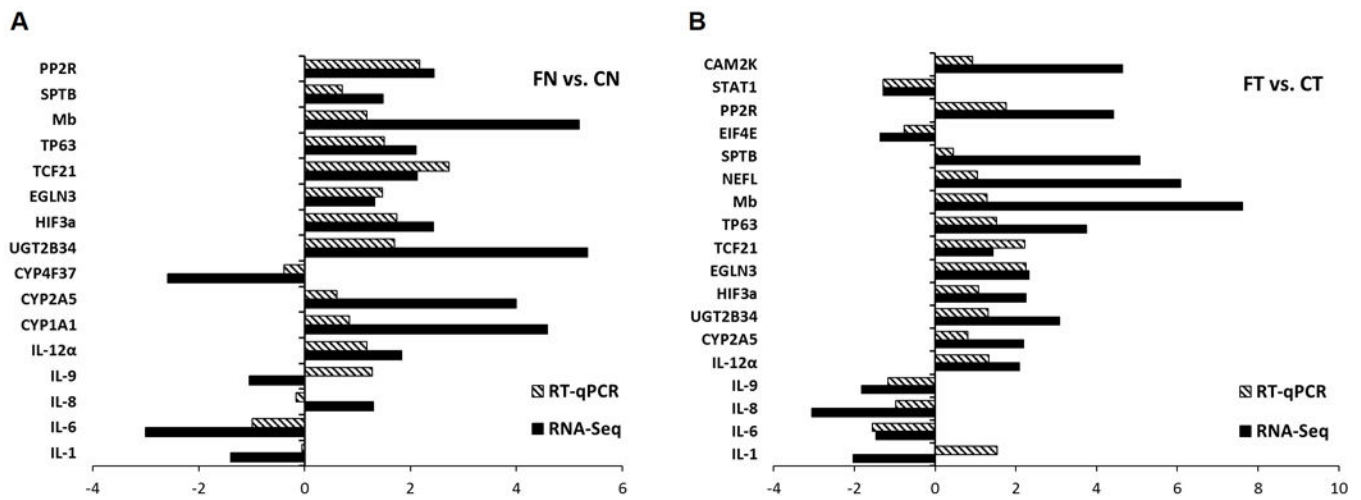 A
FN vs. CN
PP2R
SPTB
Mb
TP63
TCF21
EGLN3
HIF3a
UGT2B34
CYP4F37
CYP2A5
CYP1A1
IL-12α
IL-9
IL-8
IL-6
IL-1
RT-qPCR
RNA-Seq
-4 -2 0 2 4 6
B
FT vs. CT
CAM2K
STAT1
PP2R
EIF4E
SPTB
NEFL
Mb
TP63
TCF21
EGLN3
HIF3a
UGT2B34
CYP2A5
IL-12α
IL-9
IL-8
IL-6
IL-1
RT-qPCR
RNA-Seq
-4 -2 0 2 4 6 8 10